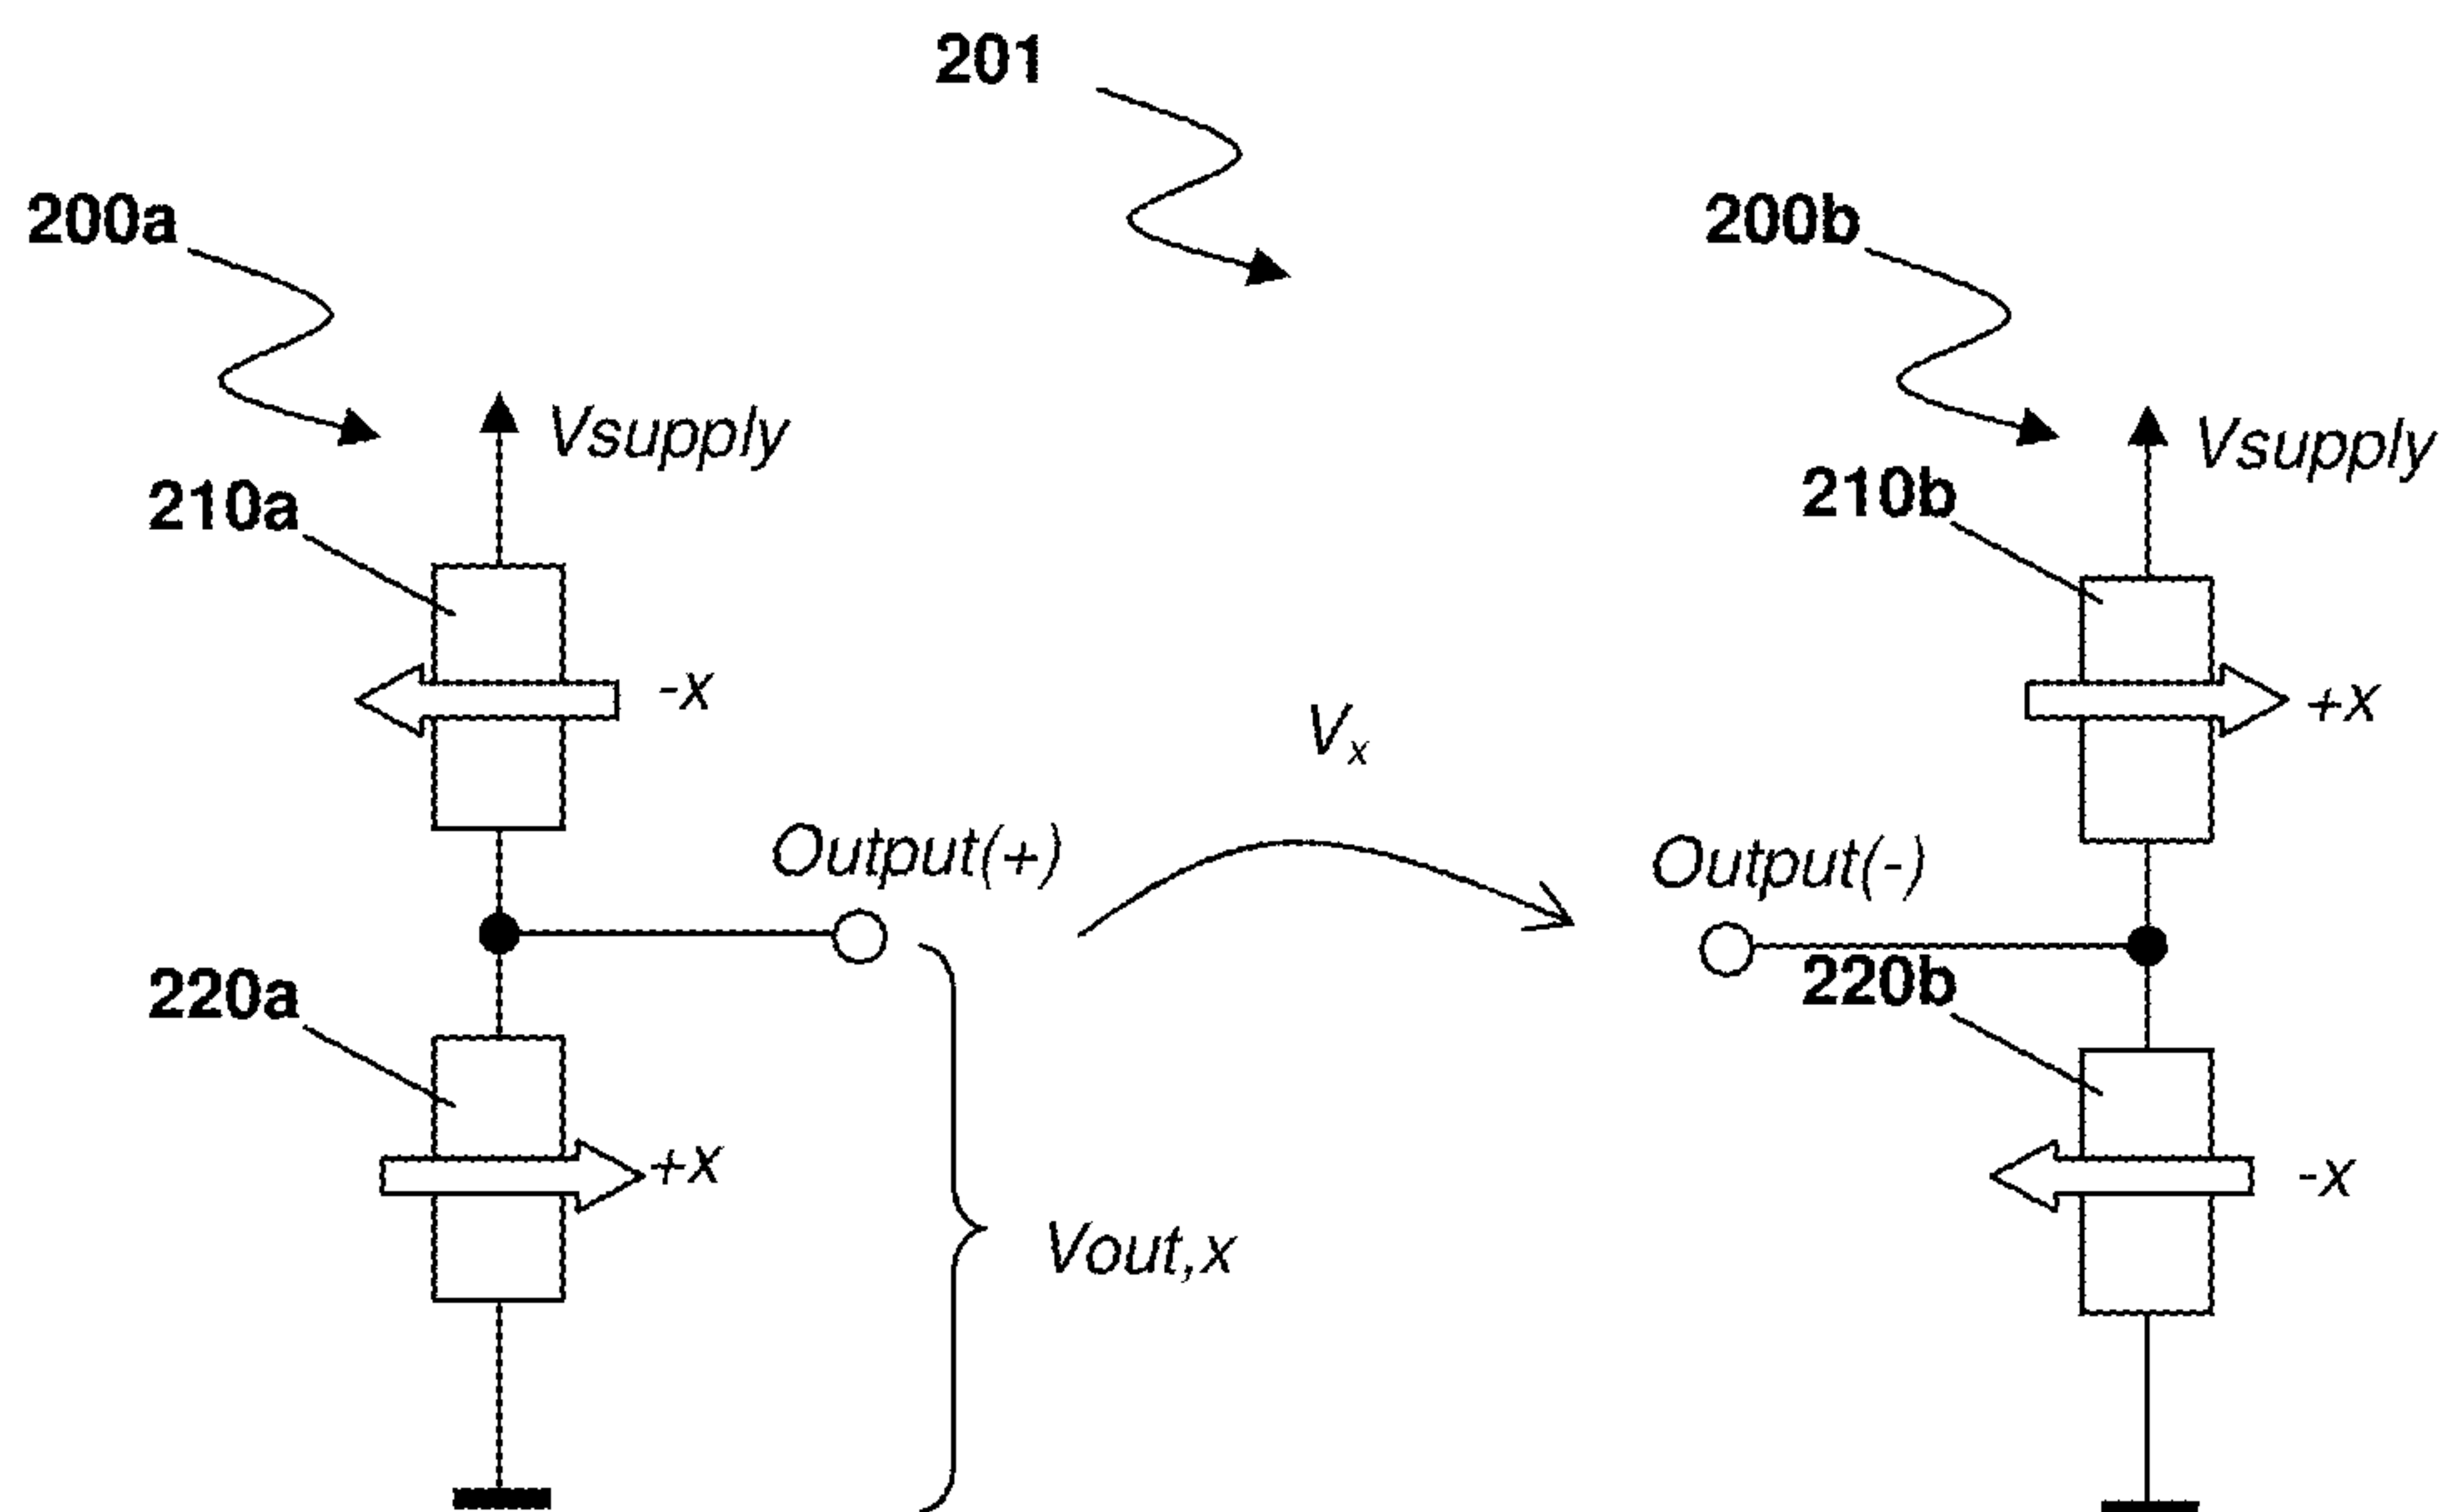 201
200a
200b
Vsupply
Vsupply
210a
210b
-x
+x
Vx
Output(+)
Output(-)
220a
220b
+x
-x
Vout,x